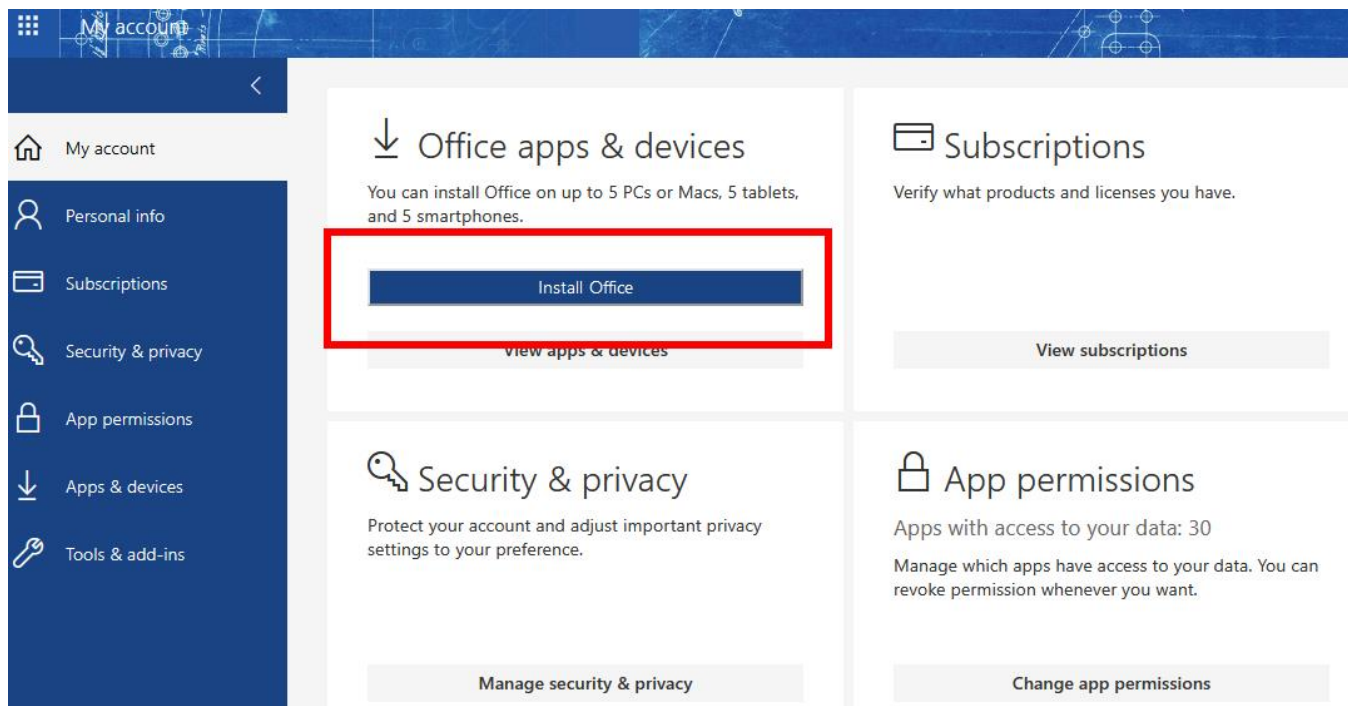 My account
My account
Personal info
Subscriptions
Security & privacy
App permissions
Apps & devices
Tools & add-ins
Office apps & devices
You can install Office on up to 5 PCs or Macs, 5 tablets,
and 5 smartphones.
Install Office
View apps & devices
Subscriptions
Verify what products and licenses you have.
View subscriptions
Security & privacy
Protect your account and adjust important privacy
settings to your preference.
Manage security & privacy
App permissions
Apps with access to your data: 30
Manage which apps have access to your data. You can
revoke permission whenever you want.
Change app permissions